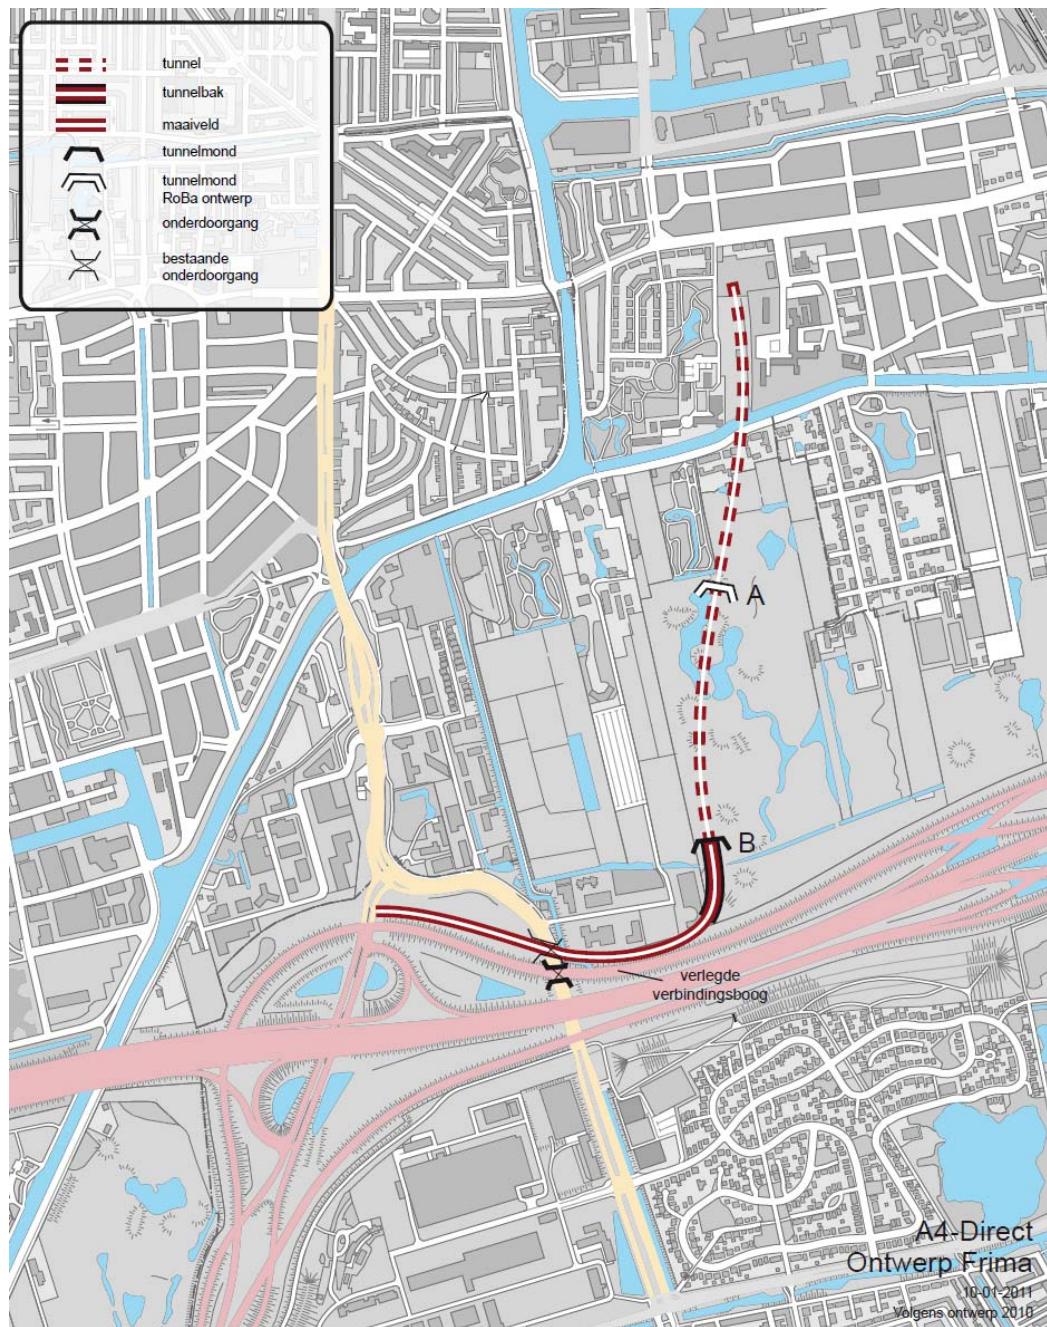 tunnel
tunnelbak
maaiveld
tunnelmond
tunnelmond
RoBa ontwerp
onderdoorgang
bestaande
onderdoorgang
A
B
verlegde
verbindingsboog
A4-Direct
Ontwerp Frima
10-01-2011
Volgens ontwerp 2010